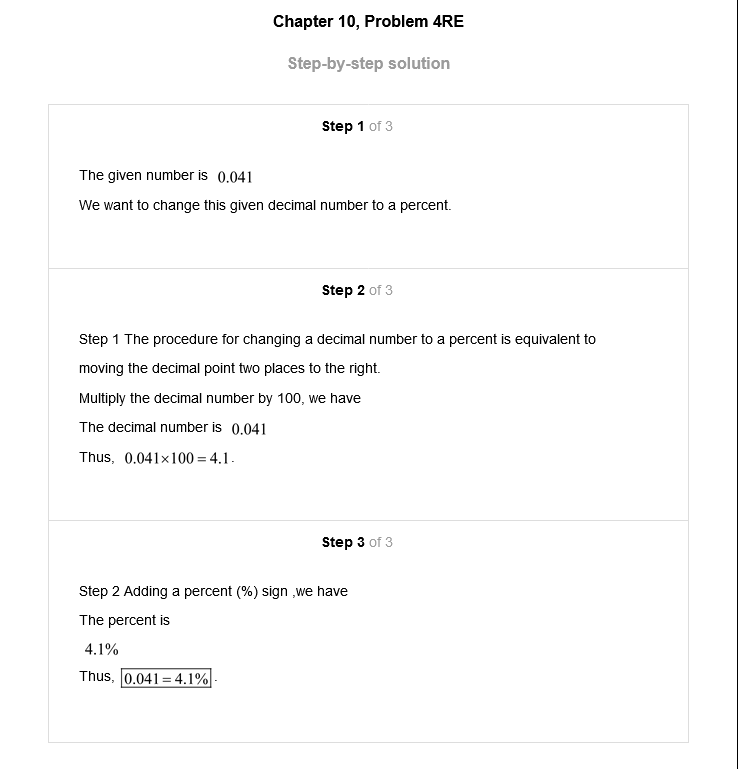 Chapter 10, Problem 4RE
Step-by-step solution
Step 1 of 3
The given number is 0.041
We want to change this given decimal number to a percent.
Step 2 of 3
Step 1 The procedure for changing a decimal number to a percent is equivalent to
moving the decimal point two places to the right.
Multiply the decimal number by 100, we have
The decimal number is 0.041
Thus, 0.041×100 = 4.1.
Step 3 of 3
Step 2 Adding a percent (%) sign ,we have
The percent is
4.1%
Thus, 0.041 = 4.1%.